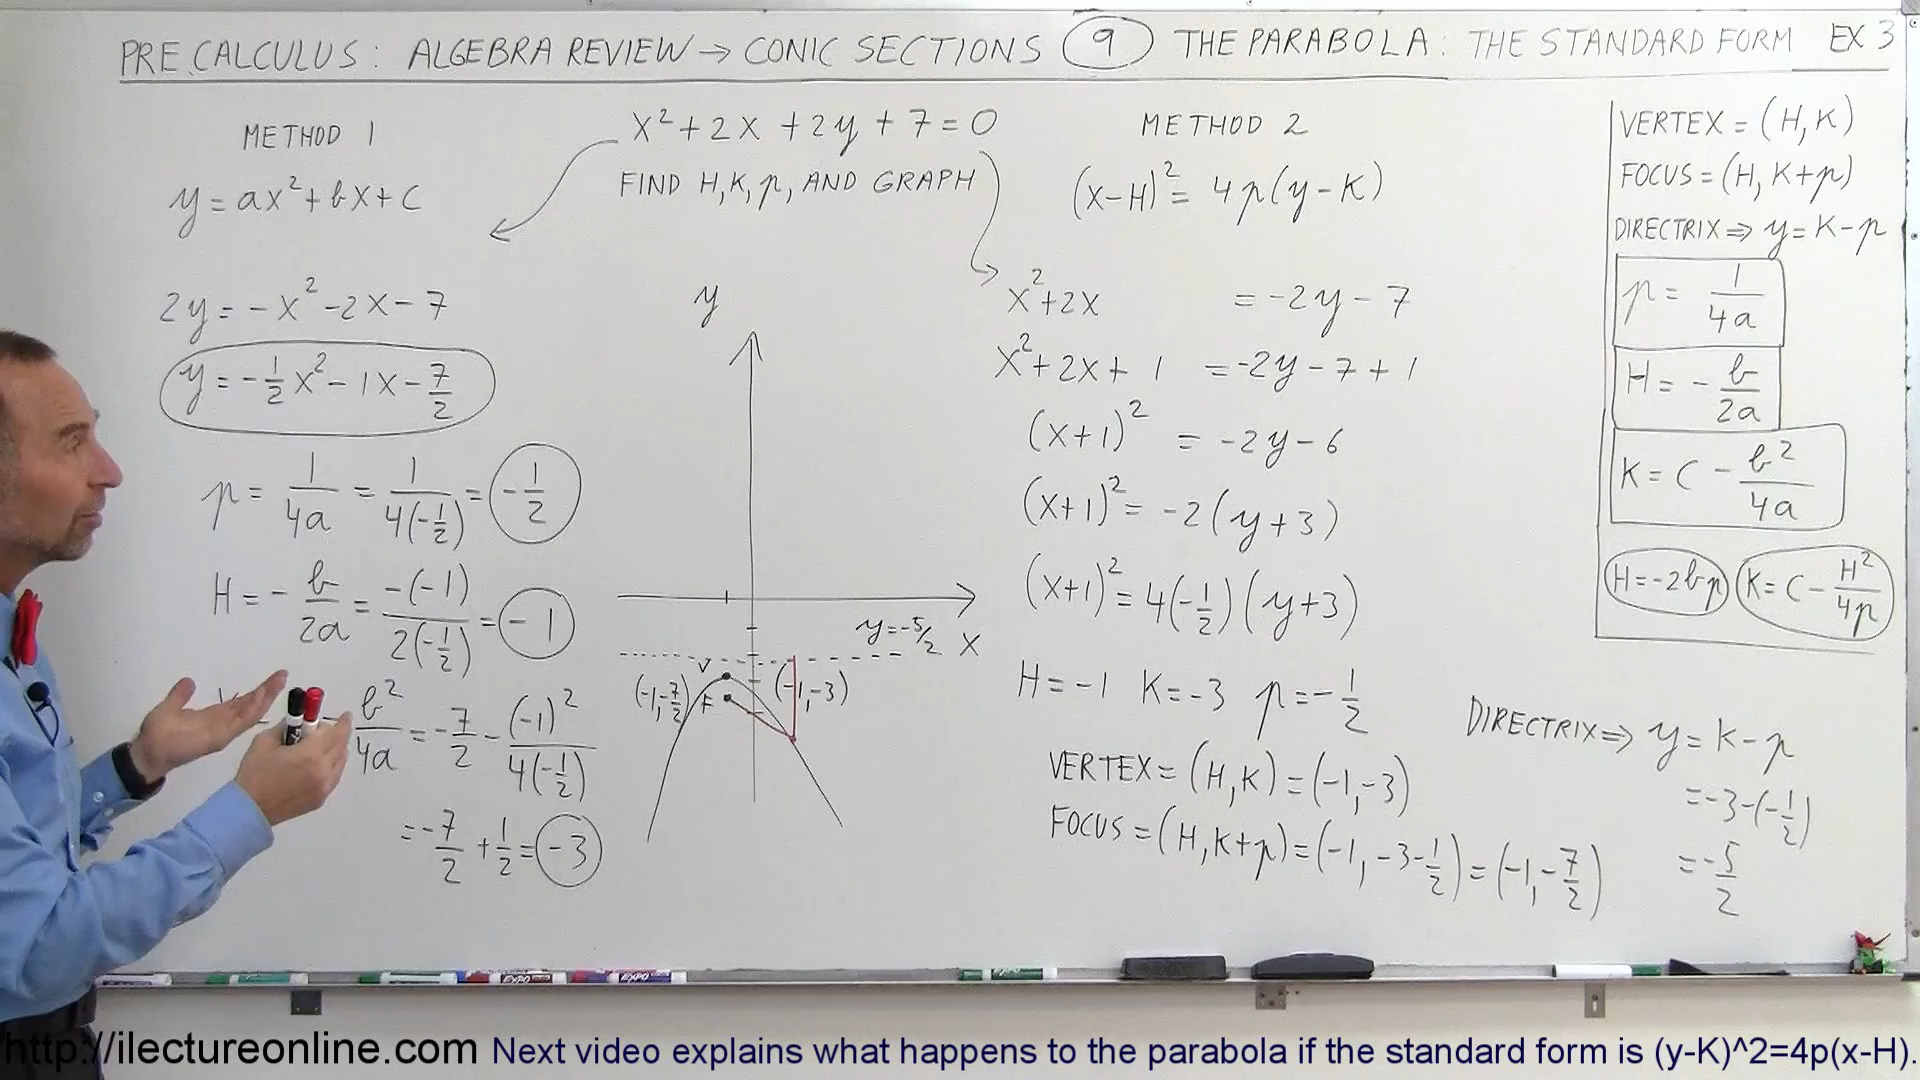 PRE CALCULUS: ALGEBRA REVIEW → CONIC SECTIONS 9 THE PARABOLA: THE STANDARD FORM EX 3
METHOD 1
y = ax² + bx + c
2y = -x² - 2x - 7
y = -1/2 x² - 1x - 7/2
p = 1/4a = 1/4(-1/2) = -1/2
H = -b/2a = -(-1)/2(-1/2) = -1
b²/4a = -7/2 - (-1)²/4(-1/2)
= -7/2 + 1/2 = -3
x² + 2x + 2y + 7 = 0
FIND H, K, p, AND GRAPH
y
x
y = -5/2
V
F
(-1, -7/2)
(-1, -3)
METHOD 2
(x-H)² = 4p(y-K)
x² + 2x = -2y - 7
x² + 2x + 1 = -2y - 7 + 1
(x+1)² = -2y - 6
(x+1)² = -2(y+3)
(x+1)² = 4(-1/2)(y+3)
H = -1 K = -3 p = -1/2
VERTEX = (H, K) = (-1, -3)
FOCUS = (H, K+p) = (-1, -3-1/2) = (-1, -7/2)
DIRECTRIX ⇒ y = K - p
= -3 - (-1/2)
= -5/2
VERTEX = (H, K)
FOCUS = (H, K+p)
DIRECTRIX ⇒ y = K - p
p = 1/4a
H = -b/2a
K = C - b²/4a
H = -2bp K = C - H²/4p
EXPO EXPO
http://ilectureonline.com Next video explains what happens to the parabola if the standard form is (y-K)^2=4p(x-H).